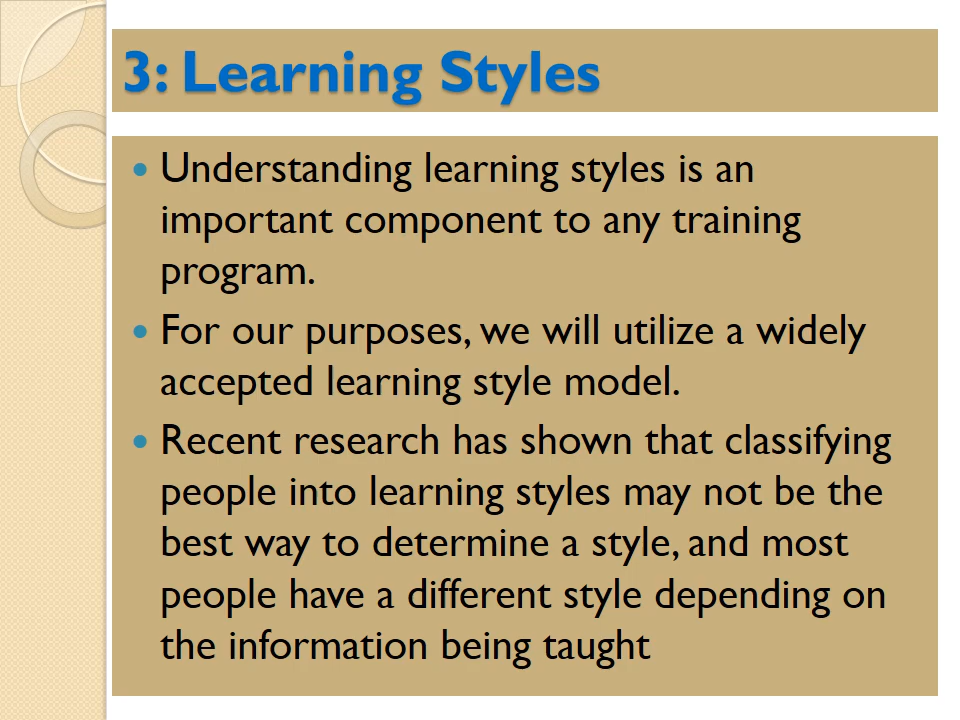 3: Learning Styles
• Understanding learning styles is an
important component to any training
program.
• For our purposes, we will utilize a widely
accepted learning style model.
• Recent research has shown that classifying
people into learning styles may not be the
best way to determine a style, and most
people have a different style depending on
the information being taught